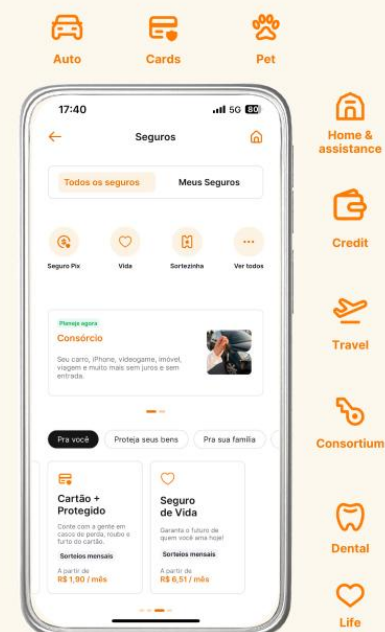 Auto
Cards
Pet
17:40
5G 80
Seguros
Home &
assistance
Todos os seguros
Meus Seguros
Credit
Seguro Pix
Vida
Sortezinha
Ver todos
Planeje agora
Consórcio
Seu carro, iPhone, videogame, imóvel,
viagem e muito mais sem juros e sem
entrada.
Travel
Consortium
Pra você
Proteja seus bens
Pra sua família
Cartão +
Protegido
Conte com a gente em
casos de perda, roubo e
furto do cartão.
Sorteios mensais
A partir de
R$ 1,90 / mês
Seguro
de Vida
Garanta o futuro de
quem você ama hoje!
Sorteios mensais
A partir de
R$ 6,51 / mês
Dental
Life